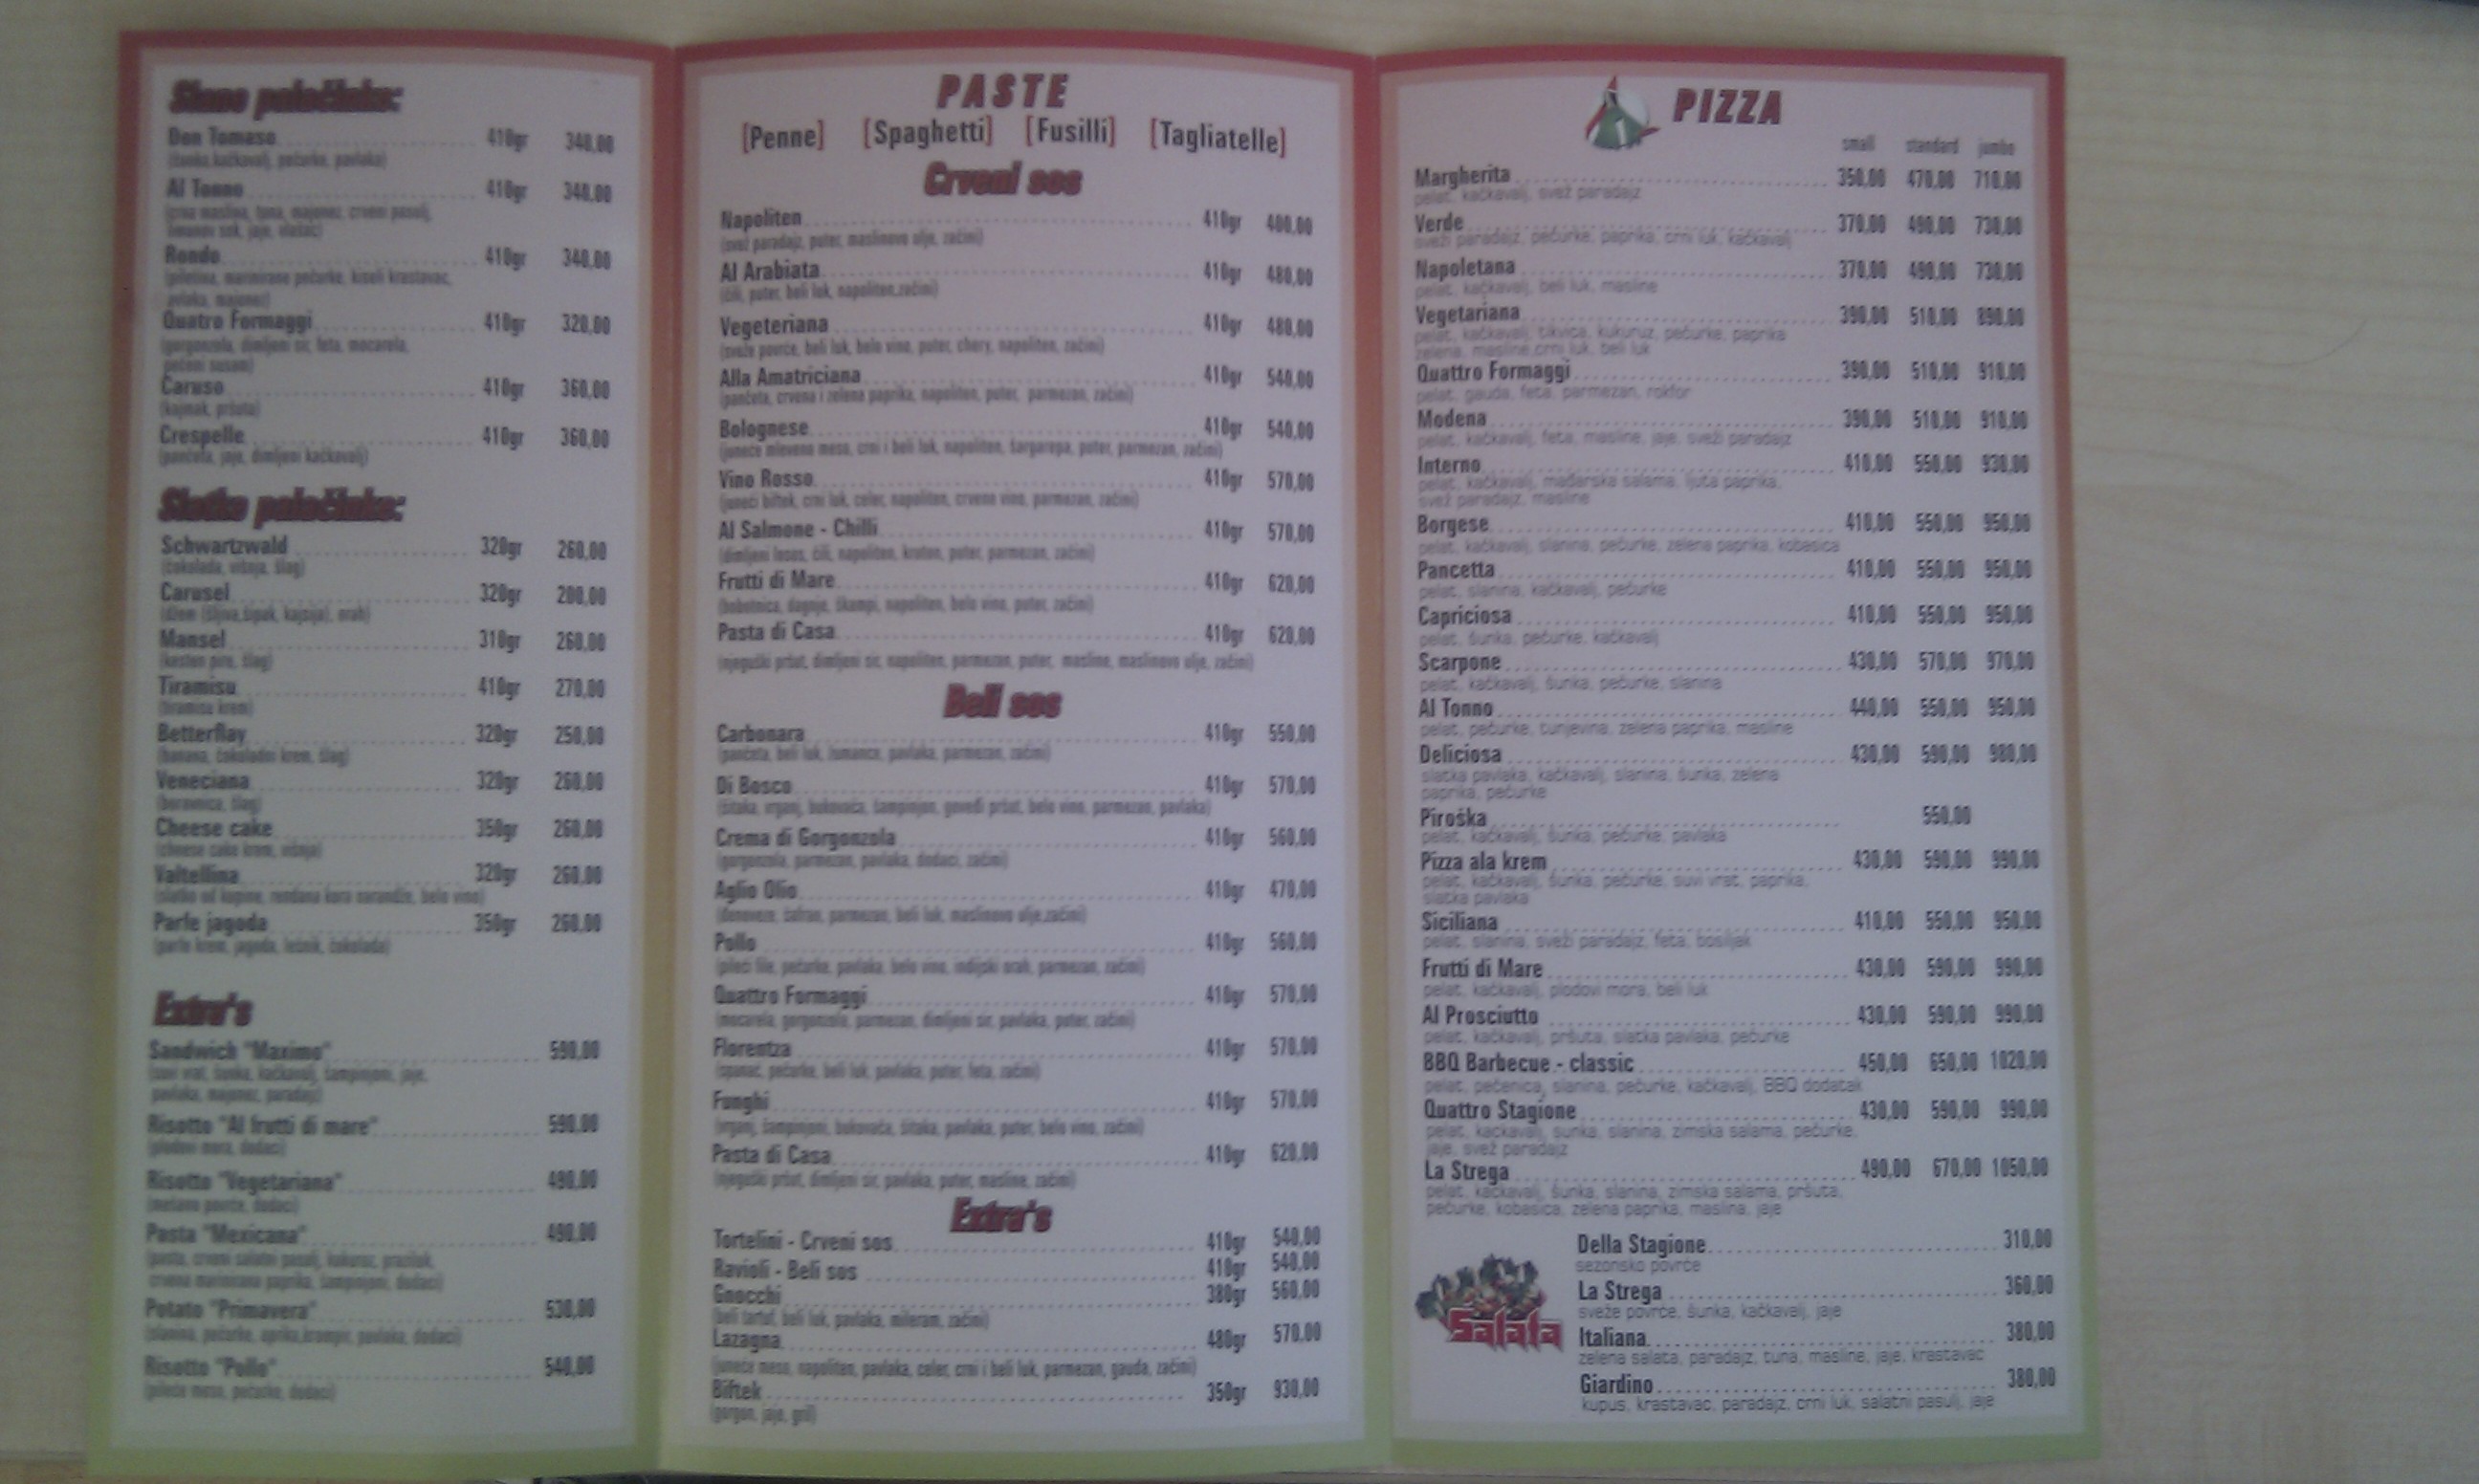 Slane palačinke:
Don Tomaso 410gr 340,00
(šunka,kačkavalj, pečurke, pavlaka)
Al Tonno 410gr 340,00
(crna maslina, tuna, majonez, crveni pasulj,
limunov sok, jaje, vlašac)
Rondo 410gr 340,00
(piletina, marinirane pečurke, kiseli krastavac,
pvlaka, majonez)
Quatro Formaggi 410gr 320,00
(gorgonzola, dimljeni sir, feta, mocarela,
pečeni susam)
Caruso 410gr 360,00
(kajmak, pršuta)
Crespelle 410gr 360,00
(pančeta, jaje, dimljeni kačkavalj)
Slatke palačinke:
Schwartzwald 320gr 260,00
(čokolada, višnja, šlag)
Carusel 320gr 200,00
(džem (šljiva,šipak, kajsija), orah)
Mansel 310gr 260,00
(kesten pire, šlag)
Tiramisu 410gr 270,00
(tiramisu krem)
Betterflay 320gr 250,00
(banana, čokoladni krem, šlag)
Veneciana 320gr 260,00
(borovnica, šlag)
Cheese cake 350gr 260,00
(cheese cake krem, višnja)
Valtellina 320gr 260,00
(slatko od kupine, rendana kora narandže, belo vino)
Parfe jagoda 350gr 260,00
(parfe krem, jagoda, lešnik, čokolada)
Extra's
Sandwich "Maximo" 590,00
(suvi vrat, šunka, kačkavalj, šampinjoni, jaje,
pavlaka, majonez, paradajz)
Risotto "Al frutti di mare" 590,00
(plodovi mora, dodaci)
Risotto "Vegetariana" 490,00
(mešano povrće, dodaci)
Pasta "Mexicana" 490,00
(pasta, crveni salatni pasulj, kukuruz, praziluk,
crvena marinirana paprika, šampinjoni, dodaci)
Potato "Primavera" 530,00
(slanina, pečurke, aprika,krompir, pavlaka, dodaci)
Risotto "Pollo" 540,00
(pileće meso, pečurke, dodaci)
PASTE
[Penne] [Spaghetti] [Fusilli] [Tagliatelle]
Crveni sos
Napoliten 410gr 400,00
(svež paradajz, puter, maslinovo ulje, začini)
Al Arabiata 410gr 480,00
(čili, puter, beli luk, napoliten,začini)
Vegeteriana 410gr 480,00
(sveže povrće, beli luk, belo vino, puter, chery, napoliten, začini)
Alla Amatriciana 410gr 540,00
(pančeta, crvena i zelena paprika, napoliten, puter, parmezan, začini)
Bolognese 410gr 540,00
(juneće mleveno meso, crni i beli luk, napoliten, šargarepa, puter, parmezan, začini)
Vino Rosso 410gr 570,00
(juneći biftek, crni luk, celer, napoliten, crveno vino, parmezan, začini)
Al Salmone - Chilli 410gr 570,00
(dimljeni losos, čili, napoliten, kruton, puter, parmezan, začini)
Frutti di Mare 410gr 620,00
(hobotnica, dagnje, škampi, napoliten, belo vino, puter, začini)
Pasta di Casa 410gr 620,00
(njeguški pršut, dimljeni sir, napoliten, parmezan, puter, masline, maslinovo ulje, začini)
Beli sos
Carbonara 410gr 550,00
(pančeta, beli luk, žumance, pavlaka, parmezan, začini)
Di Bosco 410gr 570,00
(šitaka, vrganj, bukovača, šampinjon, goveđi pršut, belo vino, parmezan, pavlaka)
Crema di Gorgonzola 410gr 560,00
(gorgonzola, parmezan, pavlaka, dodaci, začini)
Aglio Olio 410gr 470,00
(đenoveze, šafran, parmezan, beli luk, maslinovo ulje,začini)
Pollo 410gr 560,00
(pileći file, pečurke, pavlaka, belo vino, indijski orah, parmezan, začini)
Quattro Formaggi 410gr 570,00
(mocarela, gorgonzola, parmezan, dimljeni sir, pavlaka, puter, začini)
Florentza 410gr 570,00
(spanać, pečurke, beli luk, pavlaka, puter, feta, začini)
Funghi 410gr 570,00
(vrganj, šampinjoni, bukovača, šitaka, pavlaka, puter, belo vino, začini)
Pasta di Casa 410gr 620,00
(njeguški pršut, dimljeni sir, pavlaka, puter, masline, začini)
Extra's
Tortelini - Crveni sos 410gr 540,00
Ravioli - Beli sos 410gr 540,00
Gnocchi 380gr 560,00
(beli tartuf, beli luk, pavlaka, mileram, začini)
Lazagna 480gr 570,00
(juneće meso, napoliten, pavlaka, celer, crni i beli luk, parmezan, gauda, začini)
Biftek 350gr 930,00
(gorgon, jaje, gril)
PIZZA
small standard jumbo
Margherita 350,00 470,00 710,00
pelat, kačkavalj, svež paradajz
Verde 370,00 490,00 730,00
sveži paradajz, pečurke, paprika, crni luk, kačkavalj
Napoletana 370,00 490,00 730,00
pelat, kačkavalj, beli luk, masline
Vegetariana 390,00 510,00 890,00
pelat, kačkavalj, tikvica, kukuruz, pečurke, paprika
zelena, masline,crni luk, beli luk
Quattro Formaggi 390,00 510,00 910,00
pelat, gauda, feta, parmezan, rokfor
Modena 390,00 510,00 910,00
pelat, kačkavalj, feta, masline, jaje, sveži paradajz
Interno 410,00 550,00 930,00
pelat, kačkavalj, mađarska salama, ljuta paprika,
svež paradajz, masline
Borgese 410,00 550,00 950,00
pelat, kačkavalj, slanina, pečurke, zelena paprika, kobasica
Pancetta 410,00 550,00 950,00
pelat, slanina, kačkavalj, pečurke
Capriciosa 410,00 550,00 950,00
pelat, šunka, pečurke, kačkavalj
Scarpone 430,00 570,00 970,00
pelat, kačkavalj, šunka, pečurke, slanina
Al Tonno 440,00 550,00 950,00
pelat, pečurke, tunjevina, zelena paprika, masline
Deliciosa 430,00 590,00 980,00
slatka pavlaka, kačkavalj, slanina, šunka, zelena
paprika, pečurke
Piroška 550,00
pelat, kačkavalj, šunka, pečurke, pavlaka
Pizza ala krem 430,00 590,00 990,00
pelat, kačkavalj, šunka, pečurke, suvi vrat, paprika,
slatka pavlaka
Siciliana 410,00 550,00 950,00
pelat, slanina, sveži paradajz, feta, bosiljak
Frutti di Mare 430,00 590,00 990,00
pelat, kačkavalj, plodovi mora, beli luk
Al Prosciutto 430,00 590,00 990,00
pelat, kačkavalj, pršuta, slatka pavlaka, pečurke
BBQ Barbecue - classic 450,00 650,00 1020,00
pelat, pečenica, slanina, pečurke, kačkavalj, BBQ dodatak
Quattro Stagione 430,00 590,00 990,00
pelat, kackavalj, sunka, slanina, zimska salama, pečurke,
jaje, svež paradajz
La Strega 490,00 670,00 1050,00
pelat, kackavalj, šunka, slanina, zimska salama, pršuta,
pečurke, kobasica, zelena paprika, maslina, jaje
Salata
Della Stagione 310,00
sezonsko povrće
La Strega 360,00
sveže povrće, šunka, kačkavalj, jaje
Italiana 380,00
zelena salata, paradajz, tuna, masline, jaje, krastavac
Giardino 380,00
kupus, krastavac, paradajz, crni luk, salatni pasulj, jaje